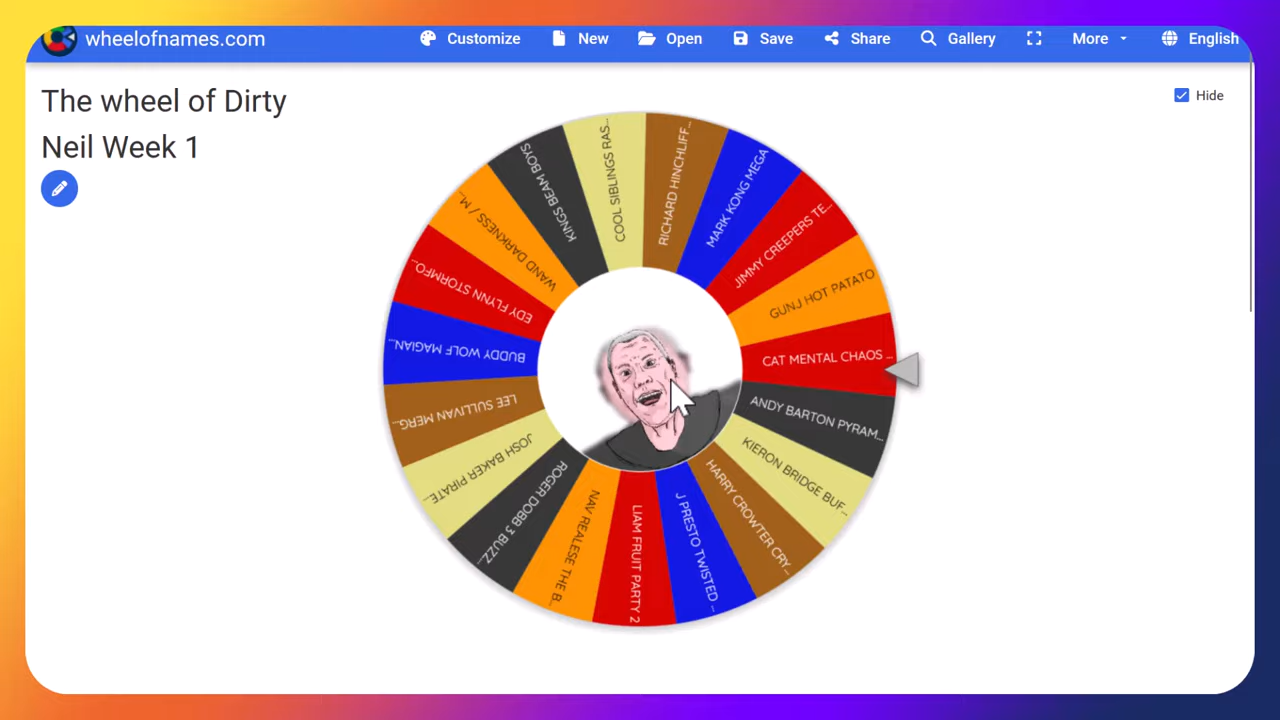 wheelofnames.com
Customize
New
Open
Save
Share
Gallery
More
English
The wheel of Dirty
Neil Week 1
Hide
COOL SIBLINGS RAS...
RICHARD HINCHLIFF...
MARK KONG MEGA
JIMMY CREEPERS TE...
GUNJ HOT PATATO
CAT MENTAL CHAOS ...
ANDY BARTON PYRAM...
KIERON BRIDGE BUF...
HARRY CROWTER CRY...
J PRESTO TWISTED ...
LIAM FRUIT PARTY 2
NAV REALESE THE B...
ROGER DOBB 3 BUZZ...
JOSH BAKER PIRATE...
LEE SULLIVAN MERG...
BUDDY WOLF MAGIAN...
EDY FLYNN STORMFO...
WAND DARKNESS / M...
KINGS BEAM BOYS